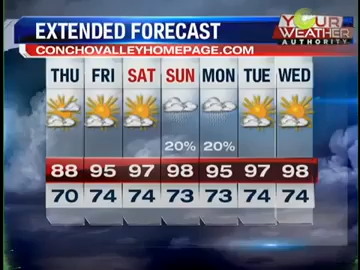 EXTENDED FORECAST
CONCHOVALLEYHOMEPAGE.COM
YOUR
WEATHER
AUTHORITY
THU FRI SAT SUN MON TUE WED
20% 20%
88 95 97 98 95 97 98
70 74 74 73 73 74 74